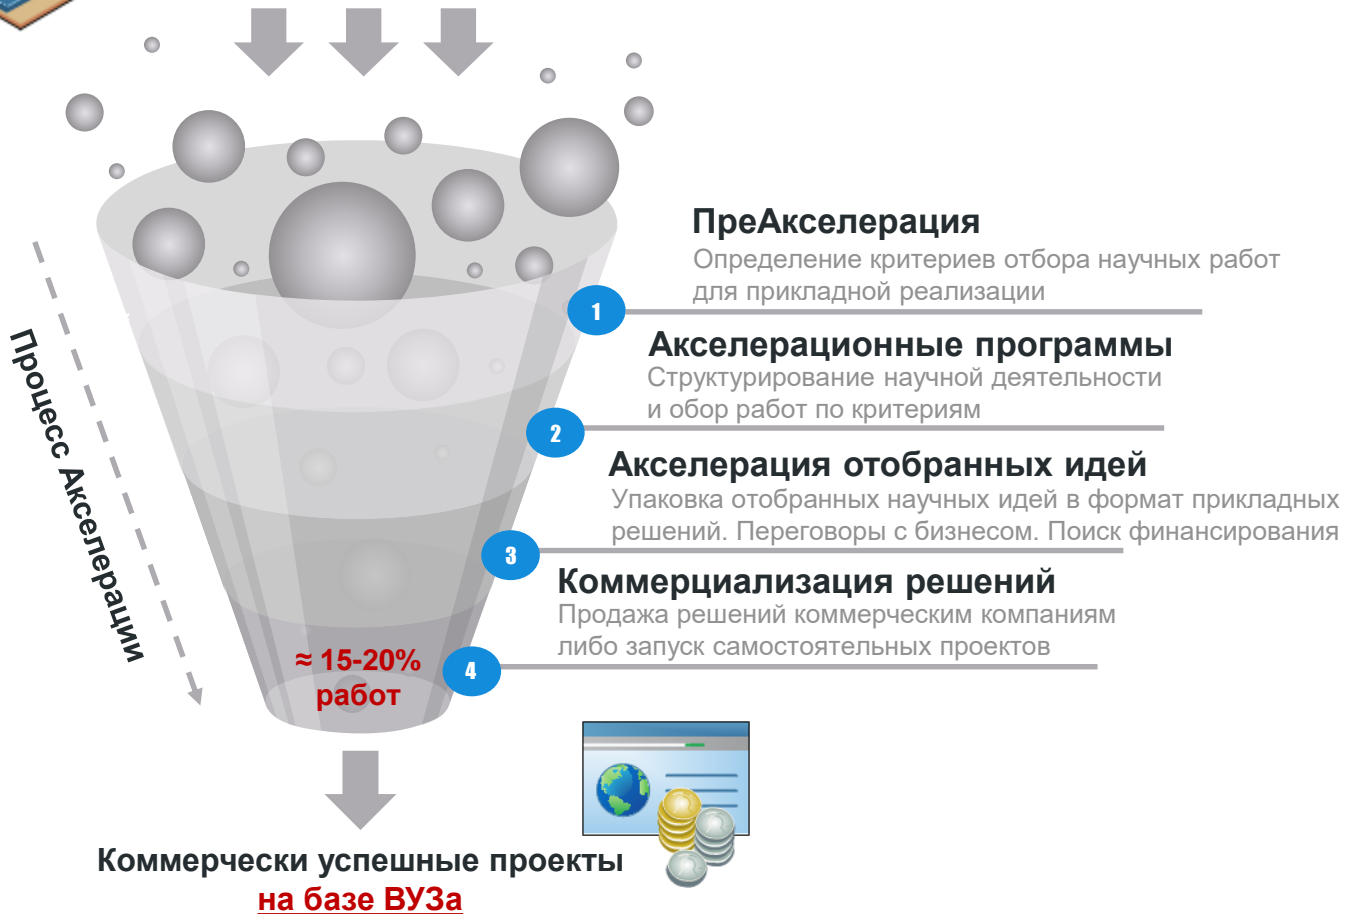 ПреАкселерация
Определение критериев отбора научных работ
для прикладной реализации
1
Акселерационные программы
Структурирование научной деятельности
и обор работ по критериям
2
Акселерация отобранных идей
Упаковка отобранных научных идей в формат прикладных
решений. Переговоры с бизнесом. Поиск финансирования
3
Коммерциализация решений
Продажа решений коммерческим компаниям
либо запуск самостоятельных проектов
4
Процесс Акселерации
≈ 15-20%
работ
Коммерчески успешные проекты
на базе ВУЗа